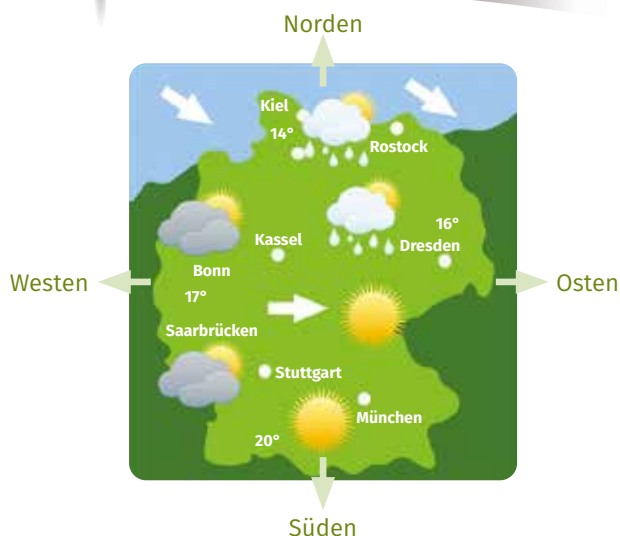 Norden
Kiel
14°
Rostock
16°
Kassel
Dresden
Bonn
Westen
Osten
17°
Saarbrücken
Stuttgart
München
20°
Süden